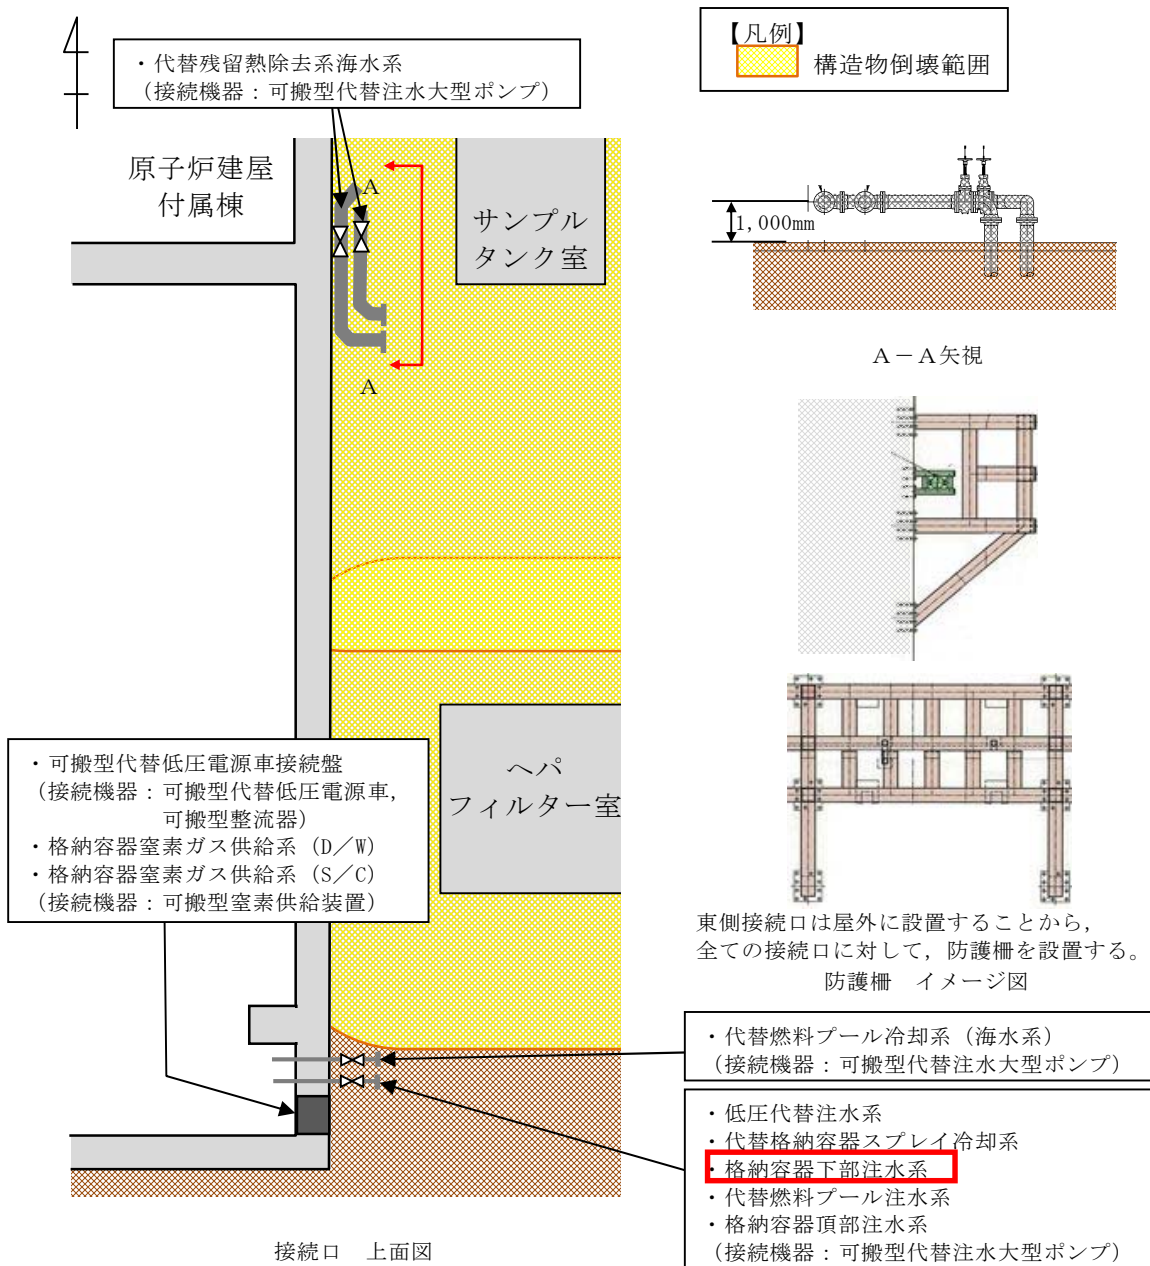 【凡例】
構造物倒壊範囲
・代替残留熱除去系海水系
(接続機器：可搬型代替注水大型ポンプ)
原子炉建屋
付属棟
A
サンプル
タンク室
A
1,000mm
A－A矢視
・可搬型代替低圧電源車接続盤
(接続機器：可搬型代替低圧電源車,
可搬型整流器)
・格納容器窒素ガス供給系 (D／W)
・格納容器窒素ガス供給系 (S／C)
(接続機器：可搬型窒素供給装置)
ヘパ
フィルター室
東側接続口は屋外に設置することから,
全ての接続口に対して, 防護柵を設置する。
防護柵　イメージ図
・代替燃料プール冷却系 (海水系)
(接続機器：可搬型代替注水大型ポンプ)
・低圧代替注水系
・代替格納容器スプレイ冷却系
・格納容器下部注水系
・代替燃料プール注水系
・格納容器頂部注水系
(接続機器：可搬型代替注水大型ポンプ)
接続口　上面図